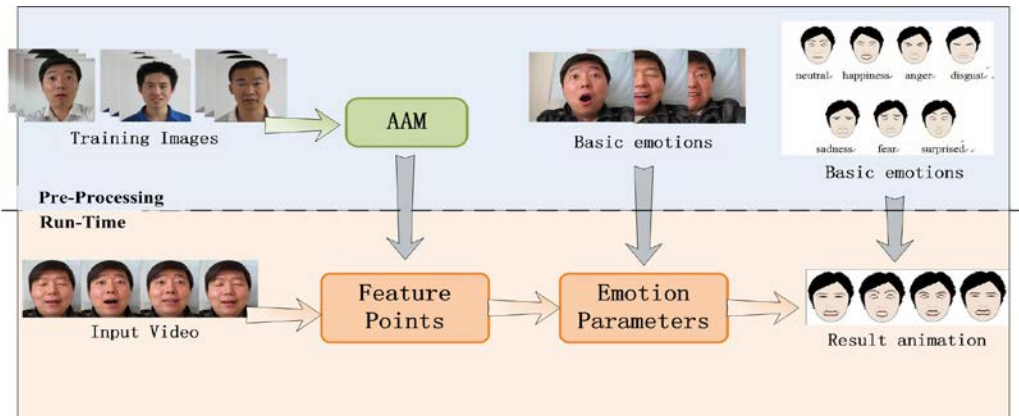 neutral happiness anger disgust
Training Images
AAM
Basic emotions
sadness fear surprised
Basic emotions
Pre-Processing
Run-Time
Input Video
Feature
Points
Emotion
Parameters
Result animation